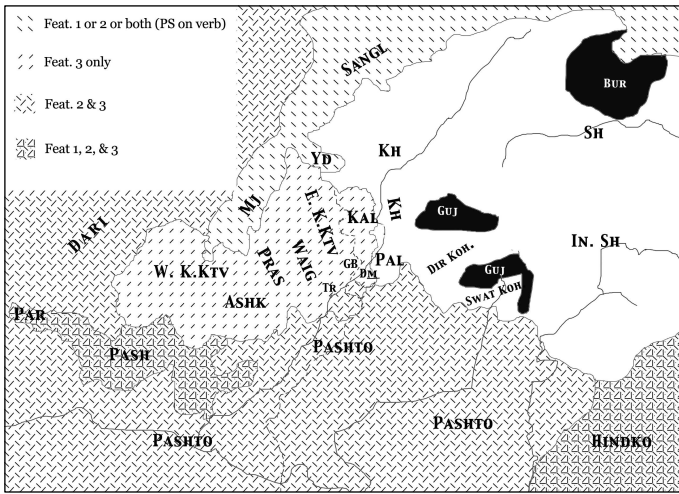 Feat. 1 or 2 or both (PS on verb)
Feat. 3 only
Feat. 2 & 3
Feat 1, 2, & 3
SANGL
BUR
SH
YD
KH
MJ
E. K.KTV
KAL
KH
GUJ
DARI
W. K.KTV
PRAS
WAIG
GB
DM
PAL
DIR KOH.
GUJ
IN. SH
SWAT KOH
TR
ASHK
PAR
PASH
PASHTO
PASHTO
PASHTO
HINDKO